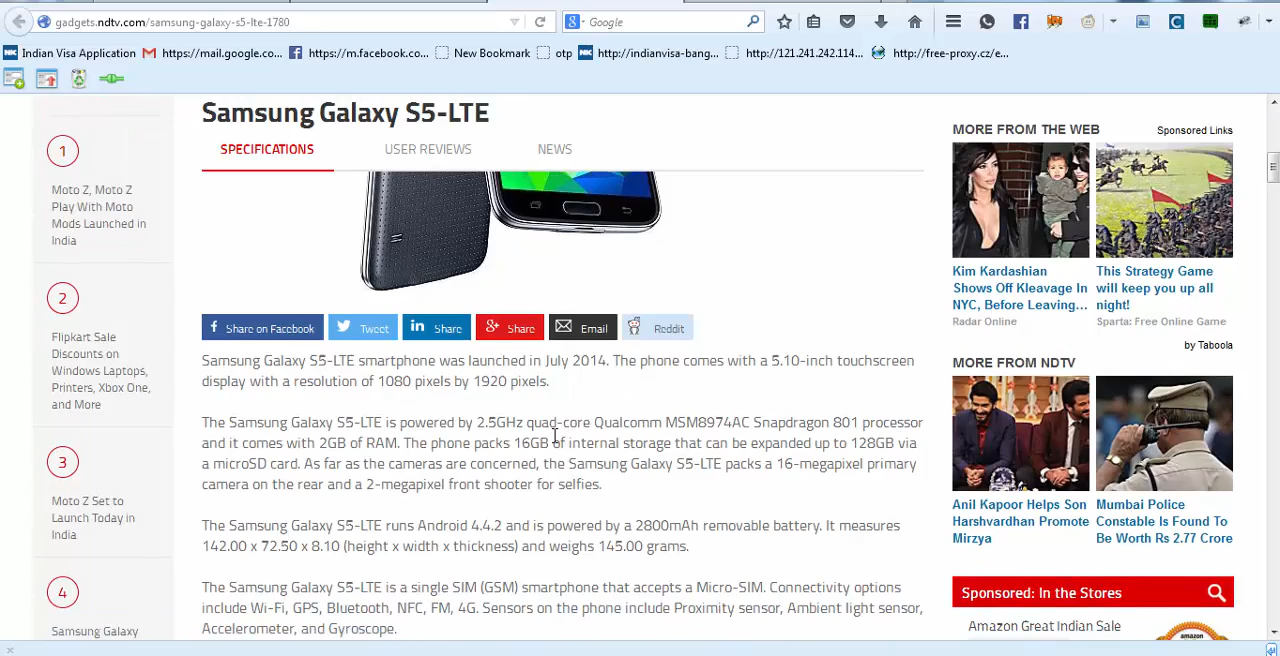 gadgets.ndtv.com/samsung-galaxy-s5-lte-1780
Google
Indian Visa Application
https://mail.google.co...
https://m.facebook.co...
New Bookmark
otp
http://indianvisa-bang...
http://121.241.242.114...
http://free-proxy.cz/e...
Samsung Galaxy S5-LTE
SPECIFICATIONS
USER REVIEWS
NEWS
1
Moto Z, Moto
Z Play With Moto
Mods Launched in
India
2
Flipkart Sale
Discounts on
Windows Laptops,
Printers, Xbox One,
and More
3
Moto Z Set to
Launch Today in
India
4
Samsung Galaxy
Share on Facebook
Tweet
Share
Share
Email
Reddit
Samsung Galaxy S5-LTE smartphone was launched in July 2014. The phone comes with a 5.10-inch touchscreen
display with a resolution of 1080 pixels by 1920 pixels.
The Samsung Galaxy S5-LTE is powered by 2.5GHz quad-core Qualcomm MSM8974AC Snapdragon 801 processor
and it comes with 2GB of RAM. The phone packs 16GB of internal storage that can be expanded up to 128GB via
a microSD card. As far as the cameras are concerned, the Samsung Galaxy S5-LTE packs a 16-megapixel primary
camera on the rear and a 2-megapixel front shooter for selfies.
The Samsung Galaxy S5-LTE runs Android 4.4.2 and is powered by a 2800mAh removable battery. It measures
142.00 x 72.50 x 8.10 (height x width x thickness) and weighs 145.00 grams.
The Samsung Galaxy S5-LTE is a single SIM (GSM) smartphone that accepts a Micro-SIM. Connectivity options
include Wi-Fi, GPS, Bluetooth, NFC, FM, 4G. Sensors on the phone include Proximity sensor, Ambient light sensor,
Accelerometer, and Gyroscope.
MORE FROM THE WEB
Sponsored Links
Kim Kardashian
Shows Off Kleavage In
NYC, Before Leaving...
Radar Online
This Strategy Game
will keep you up all
night!
Sparta: Free Online Game
by Taboola
MORE FROM NDTV
Anil Kapoor Helps Son
Harshvardhan Promote
Mirzya
Mumbai Police
Constable Is Found To
Be Worth Rs 2.77 Crore
Sponsored: In the Stores
Amazon Great Indian Sale
amazon